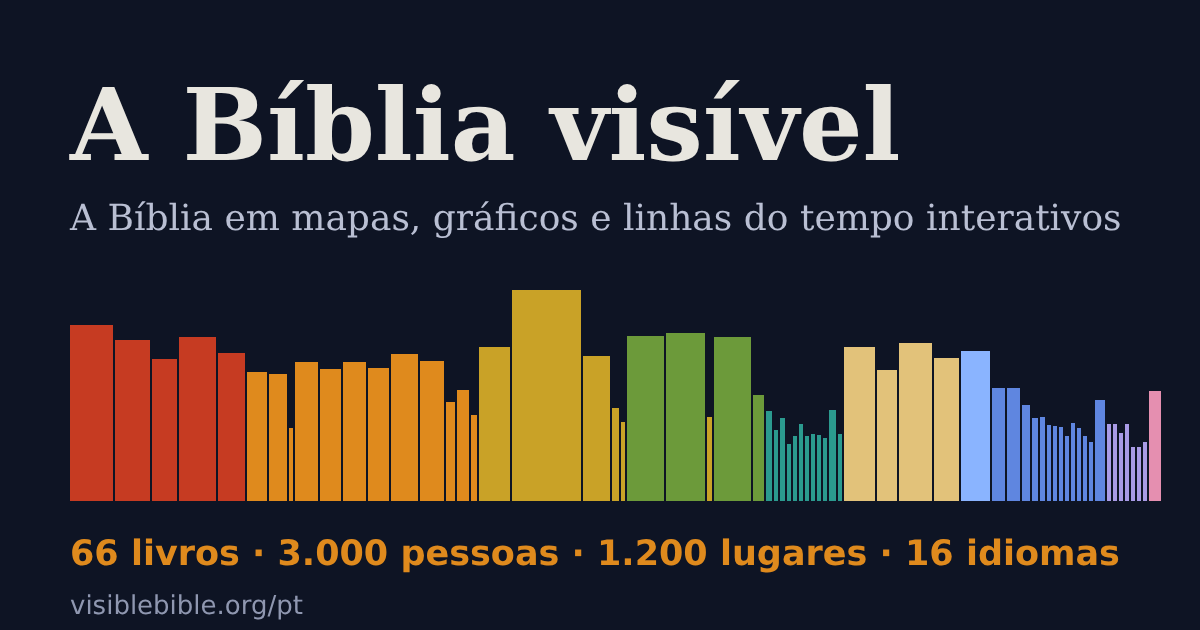 A Bíblia visível
A Bíblia em mapas, gráficos e linhas do tempo interativos
66 livros · 3.000 pessoas · 1.200 lugares · 16 idiomas
visiblebible.org/pt